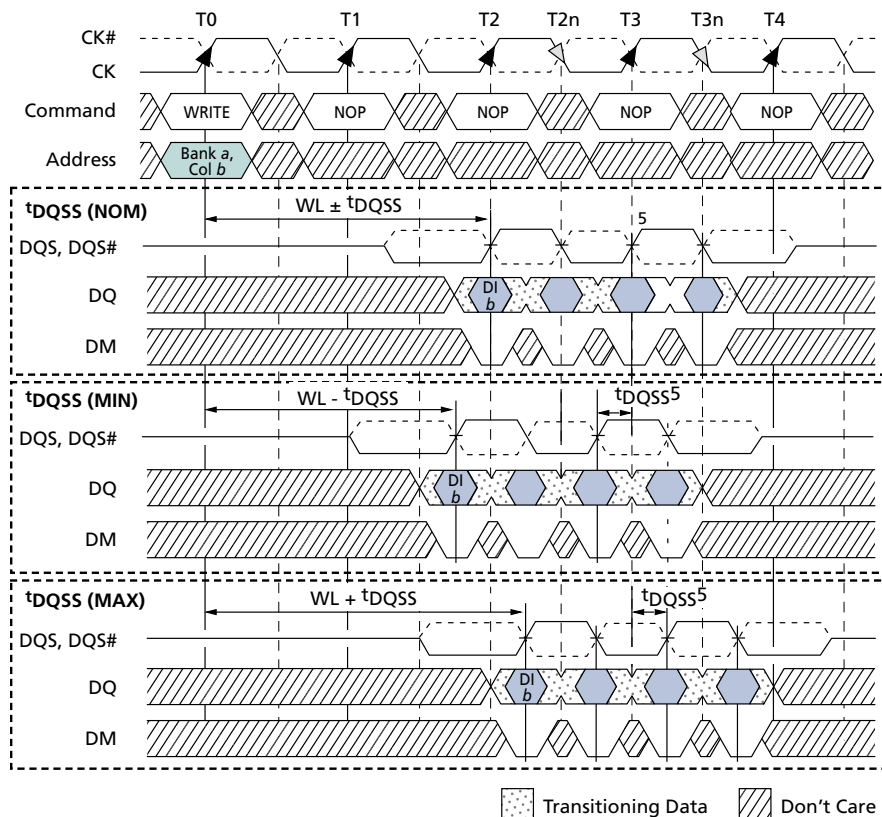 T0 T1 T2 T2n T3 T3n T4
CK#
CK
Command WRITE NOP NOP NOP NOP
Address Bank a,
Col b
tDQSS (NOM) WL ± tDQSS 5
DQS, DQS#
DQ DI
b
DM
tDQSS (MIN) WL - tDQSS tDQSS5
DQS, DQS#
DQ DI
b
DM
tDQSS (MAX) WL + tDQSS tDQSS5
DQS, DQS#
DQ DI
b
DM
Transitioning Data Don't Care